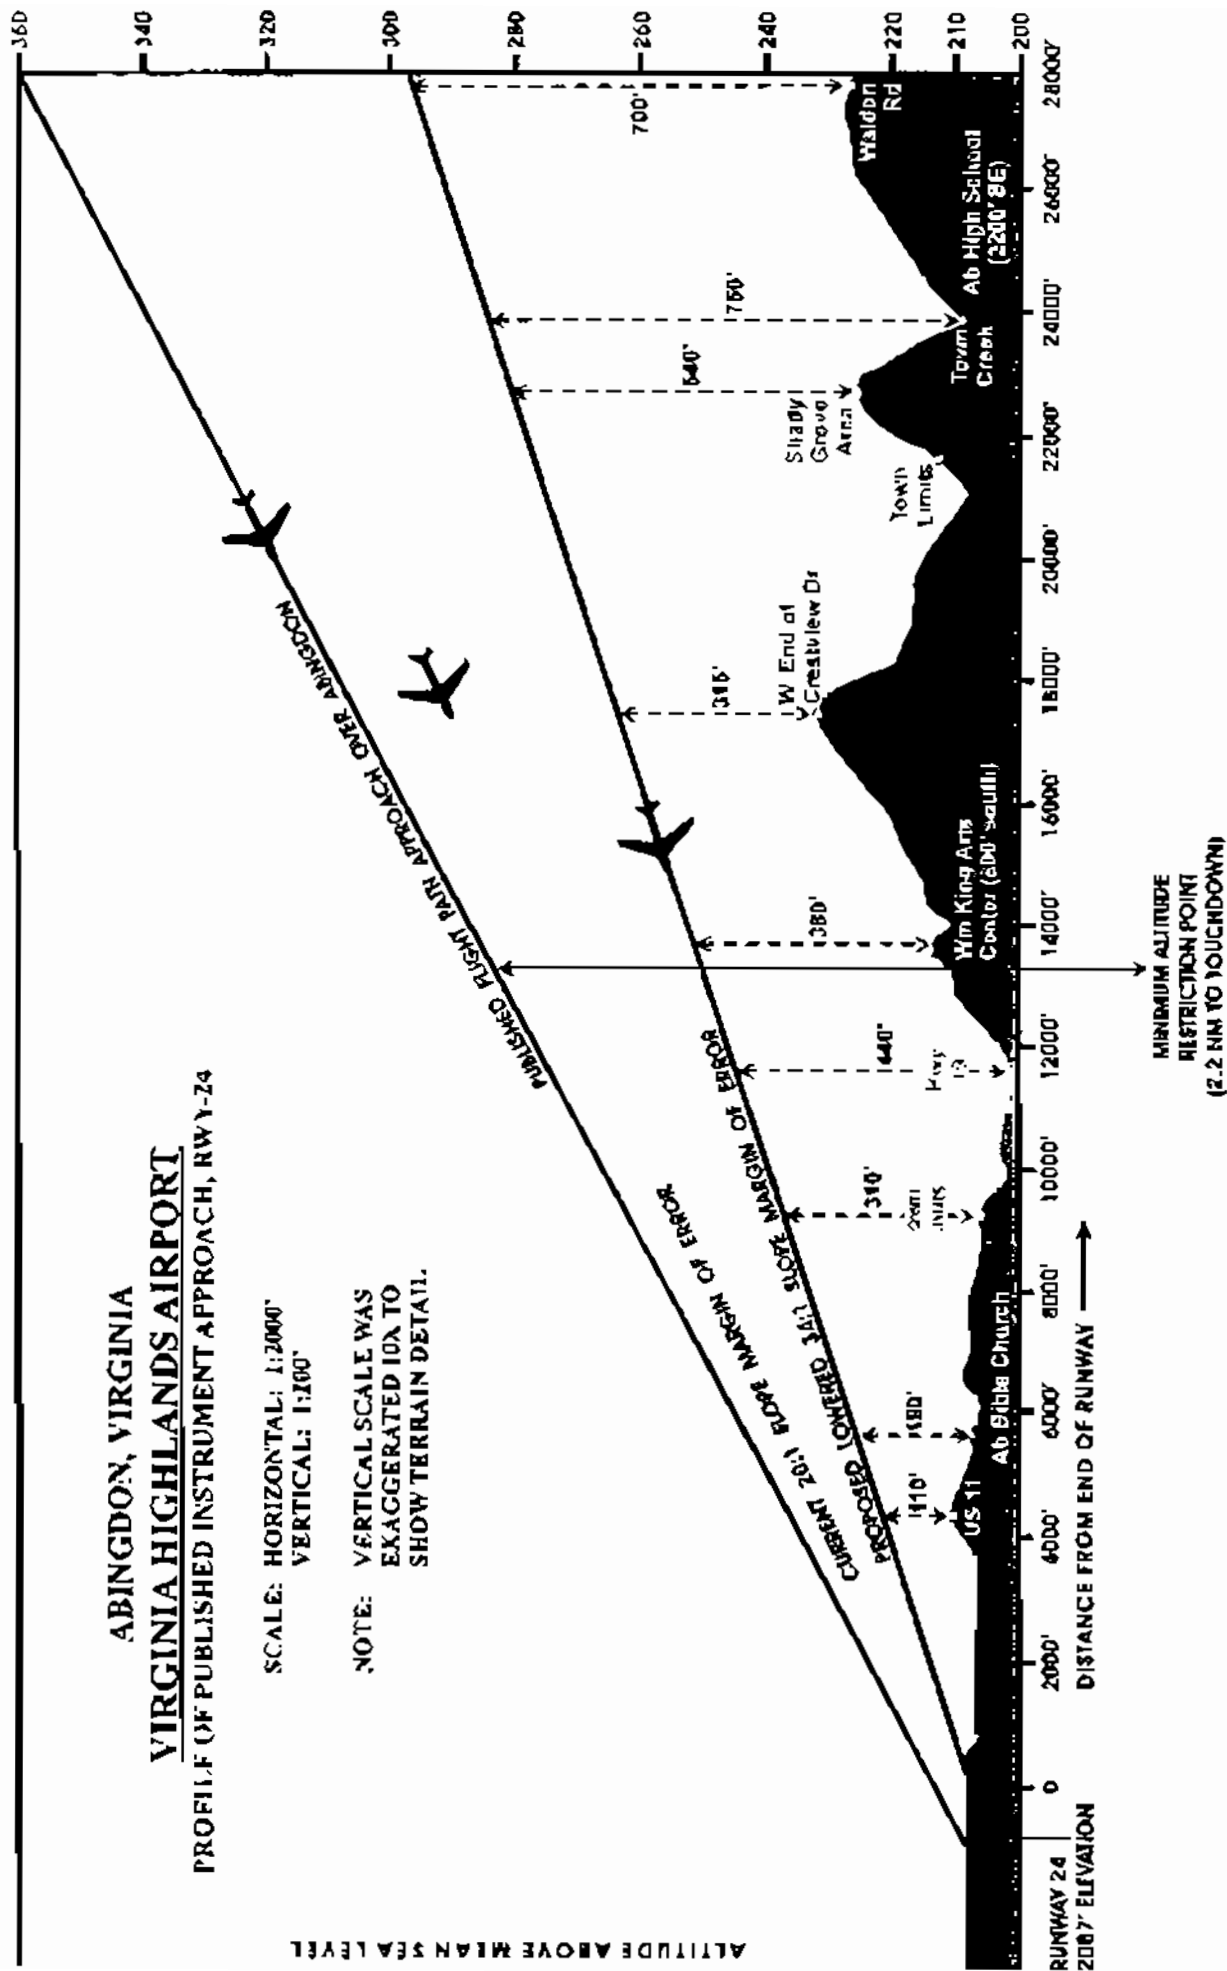 ABINGDON, VIRGINIA
VIRGINIA HIGHLANDS AIRPORT
PROFILE OF PUBLISHED INSTRUMENT APPROACH, RWY-24
SCALE: HORIZONTAL: 1:2000'
VERTICAL: 1:100'
NOTE: VERTICAL SCALE WAS
EXAGGERATED 10X TO
SHOW TERRAIN DETAIL.
ALTITUDE ABOVE MEAN SEA LEVEL
360
340
320
300
280
260
240
220
210
200
PUBLISHED FLIGHT PATH APPROACH OVER ABINGDON
CURRENT 20:1 SLOPE MARGIN OF ERROR
PROPOSED LOWERED 34:1 SLOPE MARGIN OF ERROR
110'
310'
440'
380'
315'
540'
750'
700'
US 11
Ab Bible Church
Hwy
Wm King Arts
Center (600' south)
W End of
Crestview Dr
Town
Limits
Shady
Grove
Area
Town
Creek
Ab High School
(2200' SE)
Walden
Rd
0
2000'
4000'
6000'
8000'
10000'
12000'
14000'
16000'
18000'
20000'
22000'
24000'
26000'
28000'
RUNWAY 24
2087' ELEVATION
DISTANCE FROM END OF RUNWAY
MINIMUM ALTITUDE
RESTRICTION POINT
(2.2 NM TO TOUCHDOWN)